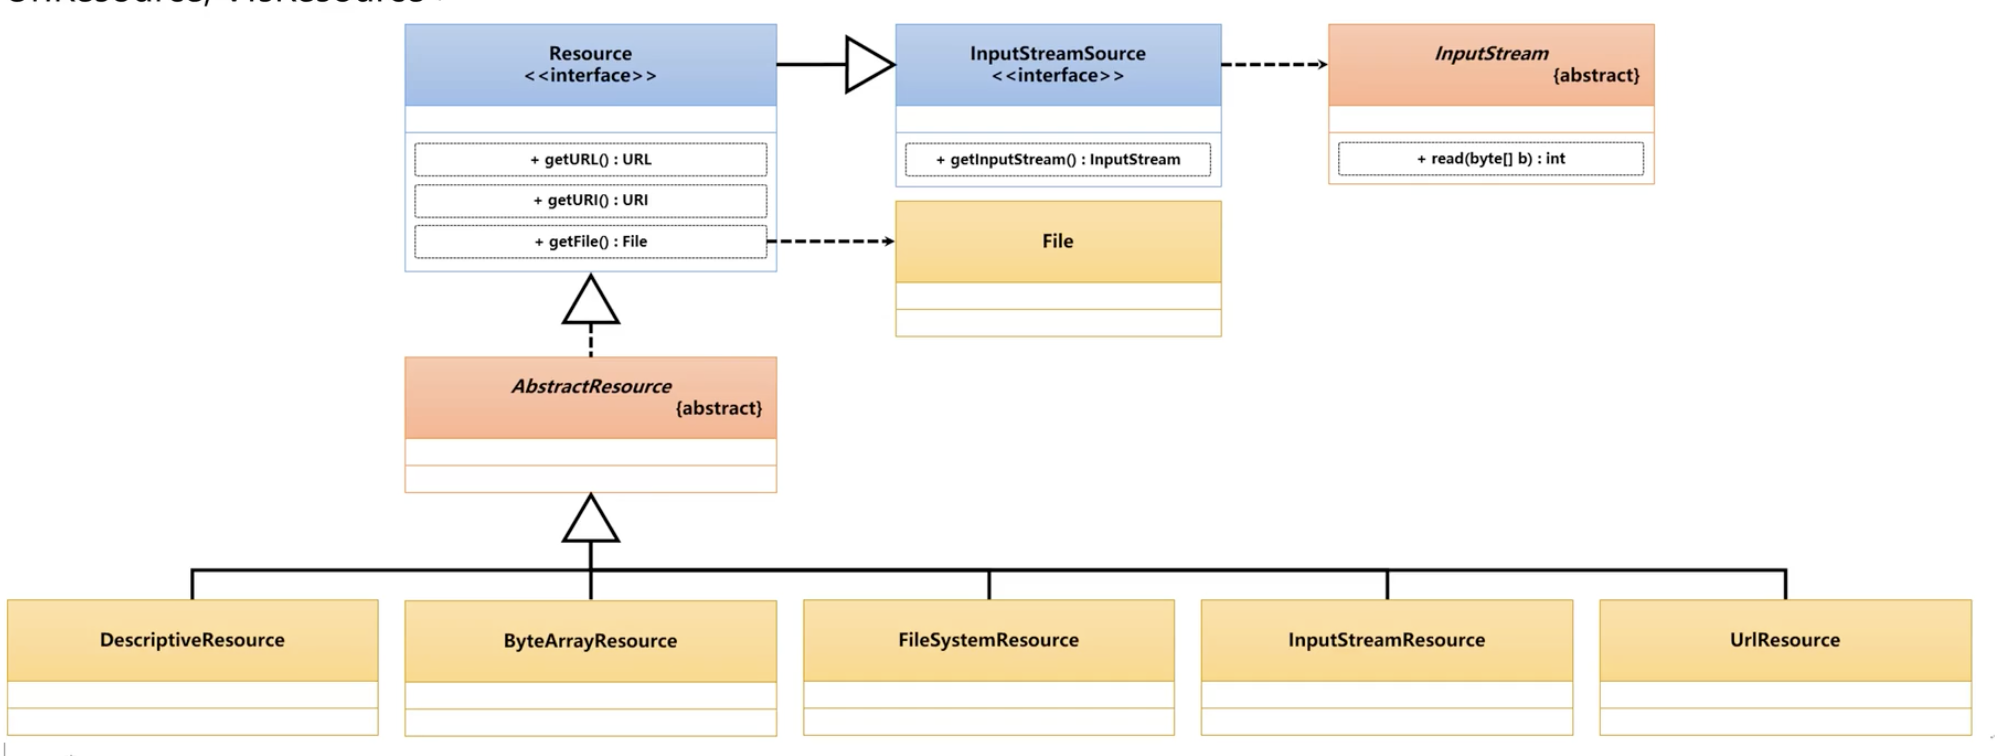 Resource
<<interface>>
+ getURL() : URL
+ getURI() : URI
+ getFile() : File
InputStreamSource
<<interface>>
+ getInputStream() : InputStream
InputStream
{abstract}
+ read(byte[] b) : int
File
AbstractResource
{abstract}
DescriptiveResource
ByteArrayResource
FileSystemResource
InputStreamResource
UrlResource